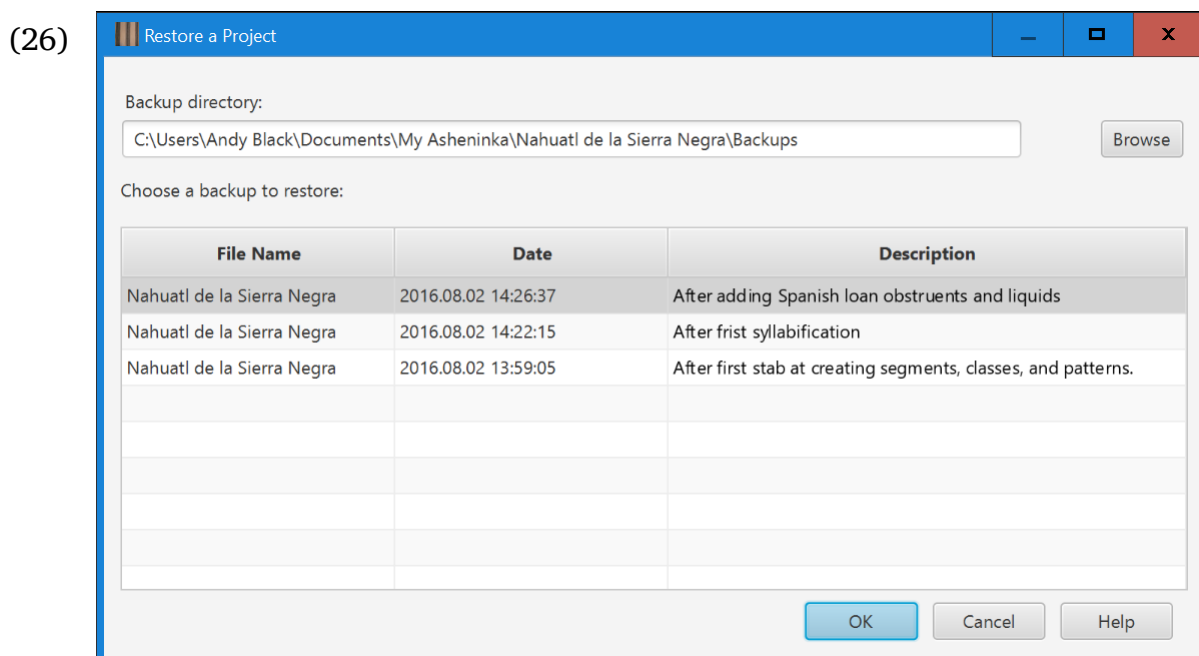 (26)
Restore a Project
Backup directory:
C:\Users\Andy Black\Documents\My Asheninka\Nahuatl de la Sierra Negra\Backups
Browse
Choose a backup to restore:
File Name Date Description
Nahuatl de la Sierra Negra 2016.08.02 14:26:37 After adding Spanish loan obstruents and liquids
Nahuatl de la Sierra Negra 2016.08.02 14:22:15 After frist syllabification
Nahuatl de la Sierra Negra 2016.08.02 13:59:05 After first stab at creating segments, classes, and patterns.
OK Cancel Help